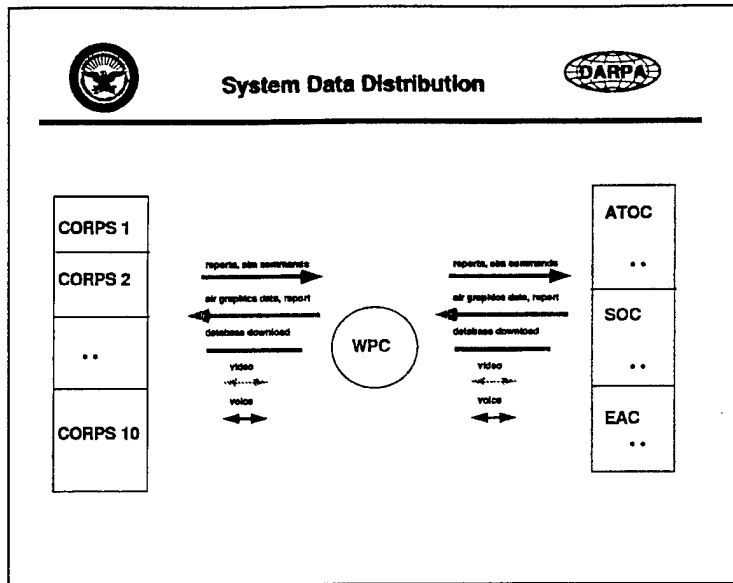 System Data Distribution
DARPA
CORPS 1
CORPS 2
..
CORPS 10
reports, sim commands
air graphics data, report
database download
video
voice
WPC
reports, sim commands
air graphics data, report
database download
video
voice
ATOC
..
SOC
..
EAC
..